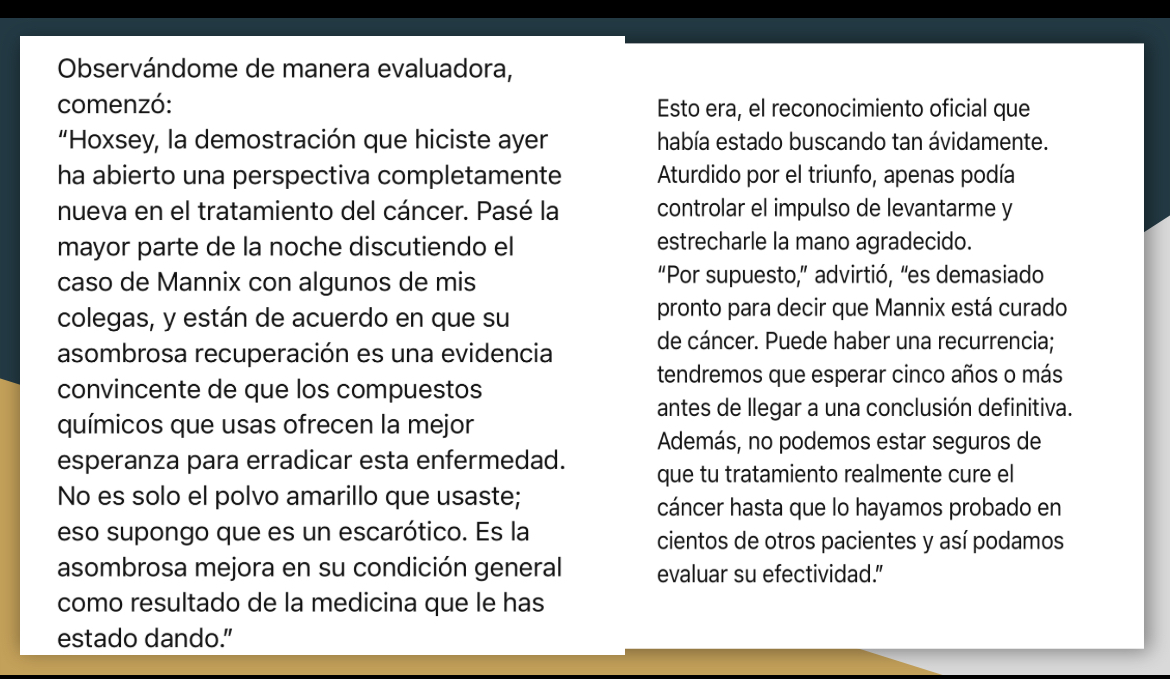 Observándome de manera evaluadora,
comenzó:
“Hoxsey, la demostración que hiciste ayer
ha abierto una perspectiva completamente
nueva en el tratamiento del cáncer. Pasé la
mayor parte de la noche discutiendo el
caso de Mannix con algunos de mis
colegas, y están de acuerdo en que su
asombrosa recuperación es una evidencia
convincente de que los compuestos
químicos que usas ofrecen la mejor
esperanza para erradicar esta enfermedad.
No es solo el polvo amarillo que usaste;
eso supongo que es un escarótico. Es la
asombrosa mejora en su condición general
como resultado de la medicina que le has
estado dando.”
Esto era, el reconocimiento oficial que
había estado buscando tan ávidamente.
Aturdido por el triunfo, apenas podía
controlar el impulso de levantarme y
estrecharle la mano agradecido.
“Por supuesto,” advirtió, “es demasiado
pronto para decir que Mannix está curado
de cáncer. Puede haber una recurrencia;
tendremos que esperar cinco años o más
antes de llegar a una conclusión definitiva.
Además, no podemos estar seguros de
que tu tratamiento realmente cure el
cáncer hasta que lo hayamos probado en
cientos de otros pacientes y así podamos
evaluar su efectividad.”